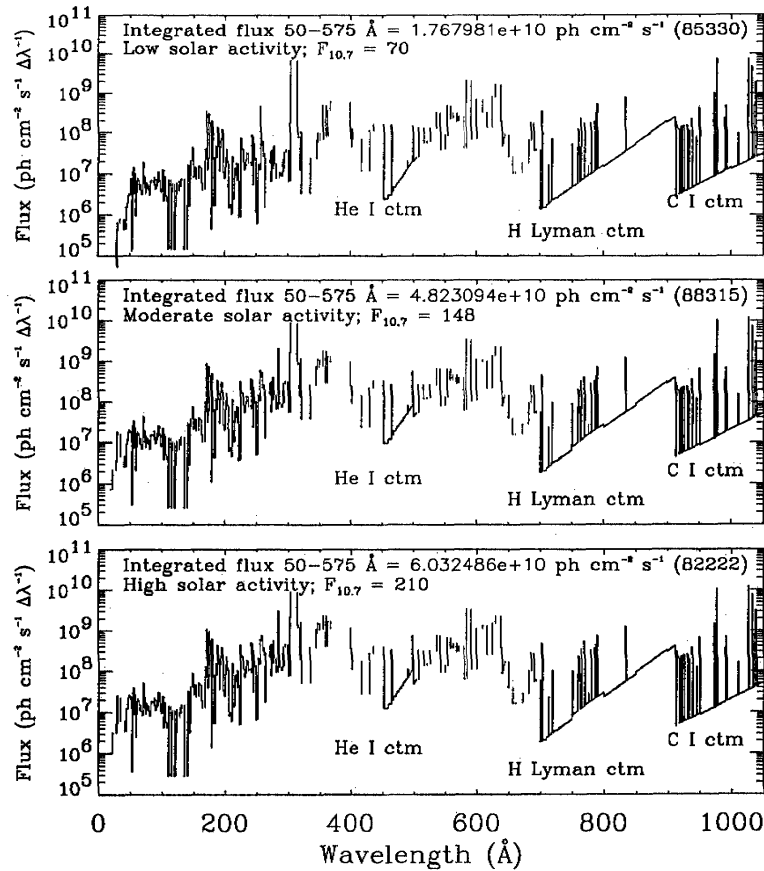 10¹¹
10¹⁰
10⁹
10⁸
10⁷
10⁶
10⁵
Flux (ph cm⁻² s⁻¹ Δλ⁻¹)
Integrated flux 50–575 Å = 1.767981e+10 ph cm⁻² s⁻¹ (85330)
Low solar activity; F₁₀.₇ = 70
He I ctm
H Lyman ctm
C I ctm
10¹¹
10¹⁰
10⁹
10⁸
10⁷
10⁶
10⁵
Flux (ph cm⁻² s⁻¹ Δλ⁻¹)
Integrated flux 50–575 Å = 4.823094e+10 ph cm⁻² s⁻¹ (88315)
Moderate solar activity; F₁₀.₇ = 148
He I ctm
H Lyman ctm
C I ctm
10¹¹
10¹⁰
10⁹
10⁸
10⁷
10⁶
10⁵
Flux (ph cm⁻² s⁻¹ Δλ⁻¹)
Integrated flux 50–575 Å = 6.032486e+10 ph cm⁻² s⁻¹ (82222)
High solar activity; F₁₀.₇ = 210
He I ctm
H Lyman ctm
C I ctm
0 200 400 600 800 1000
Wavelength (Å)